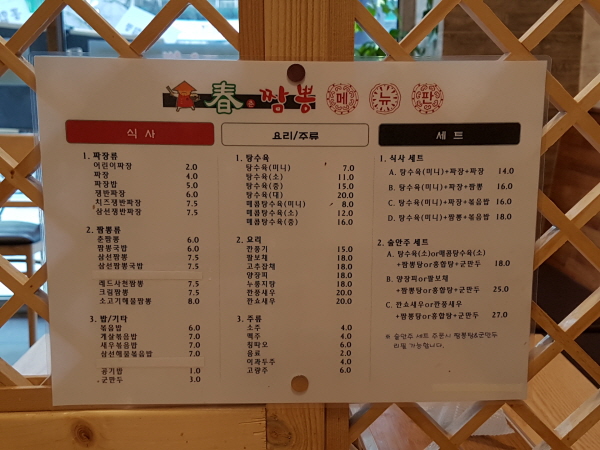 春 짬뽕 메 뉴 판
식 사
1. 짜장류
어린이짜장 2.0
짜장 4.0
짜장밥 5.0
쟁반짜장 6.0
치즈쟁반짜장 7.5
삼선쟁반짜장 7.5
2. 짬뽕류
춘짬뽕 6.0
짬뽕국밥 6.0
삼선짬뽕 7.5
삼선짬뽕국밥 7.5
레드사천짬뽕 7.5
크림짬뽕 7.5
소고기해물짬뽕 8.0
3. 밥/기타
볶음밥 6.0
게살볶음밥 7.0
새우볶음밥 7.0
삼선해물볶음밥 7.0
공기밥 1.0
군만두 3.0
요리/주류
1. 탕수육
탕수육(미니) 7.0
탕수육(소) 11.0
탕수육(중) 15.0
탕수육(대) 20.0
매콤탕수육(미니) 8.0
매콤탕수육(소) 12.0
매콤탕수육(중) 16.0
2. 요리
깐풍기 15.0
짬보채 18.0
고추잡채 18.0
양장피 18.0
누룽지탕 18.0
깐풍새우 20.0
깐쇼새우 20.0
3. 주류
소주 4.0
맥주 4.0
칭따오 6.0
음료 2.0
이과두주 4.0
고량주 6.0
세 트
1. 식사 세트
A. 탕수육(미니)+짜장+짜장 14.0
B. 탕수육(미니)+짜장+짬뽕 16.0
C. 탕수육(미니)+짜장+볶음밥 16.0
D. 탕수육(미니)+짬뽕+볶음밥 18.0
2. 술안주 세트
A. 탕수육(소)or매콤탕수육(소)
+짬뽕탕or홍합탕+군만두 18.0
B. 양장피or짬보채
+짬뽕탕or홍합탕+군만두 25.0
C. 깐쇼새우or깐풍새우
+짬뽕탕or홍합탕+군만두 27.0
※ 술안주 세트 주문시 짬뽕탕&군만두
리필 가능합니다.